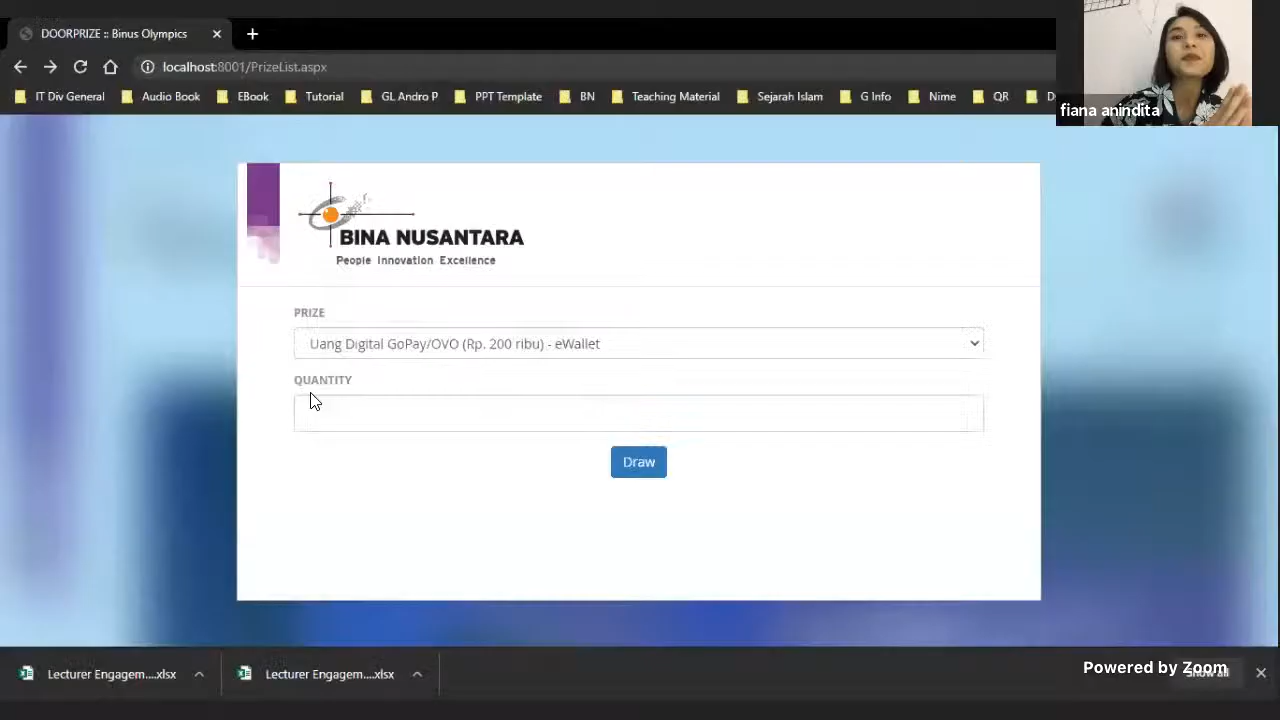 DOORPRIZE :: Binus Olympics
localhost:8001/PrizeList.aspx
IT Div General Audio Book EBook Tutorial GL Andro P PPT Template BN Teaching Material Sejarah Islam G Info Nime QR
fiana anindita
BINA NUSANTARA
People Innovation Excellence
PRIZE
Uang Digital GoPay/OVO (Rp. 200 ribu) - eWallet
QUANTITY
Draw
Lecturer Engagem....xlsx Lecturer Engagem....xlsx Show all
Powered by Zoom